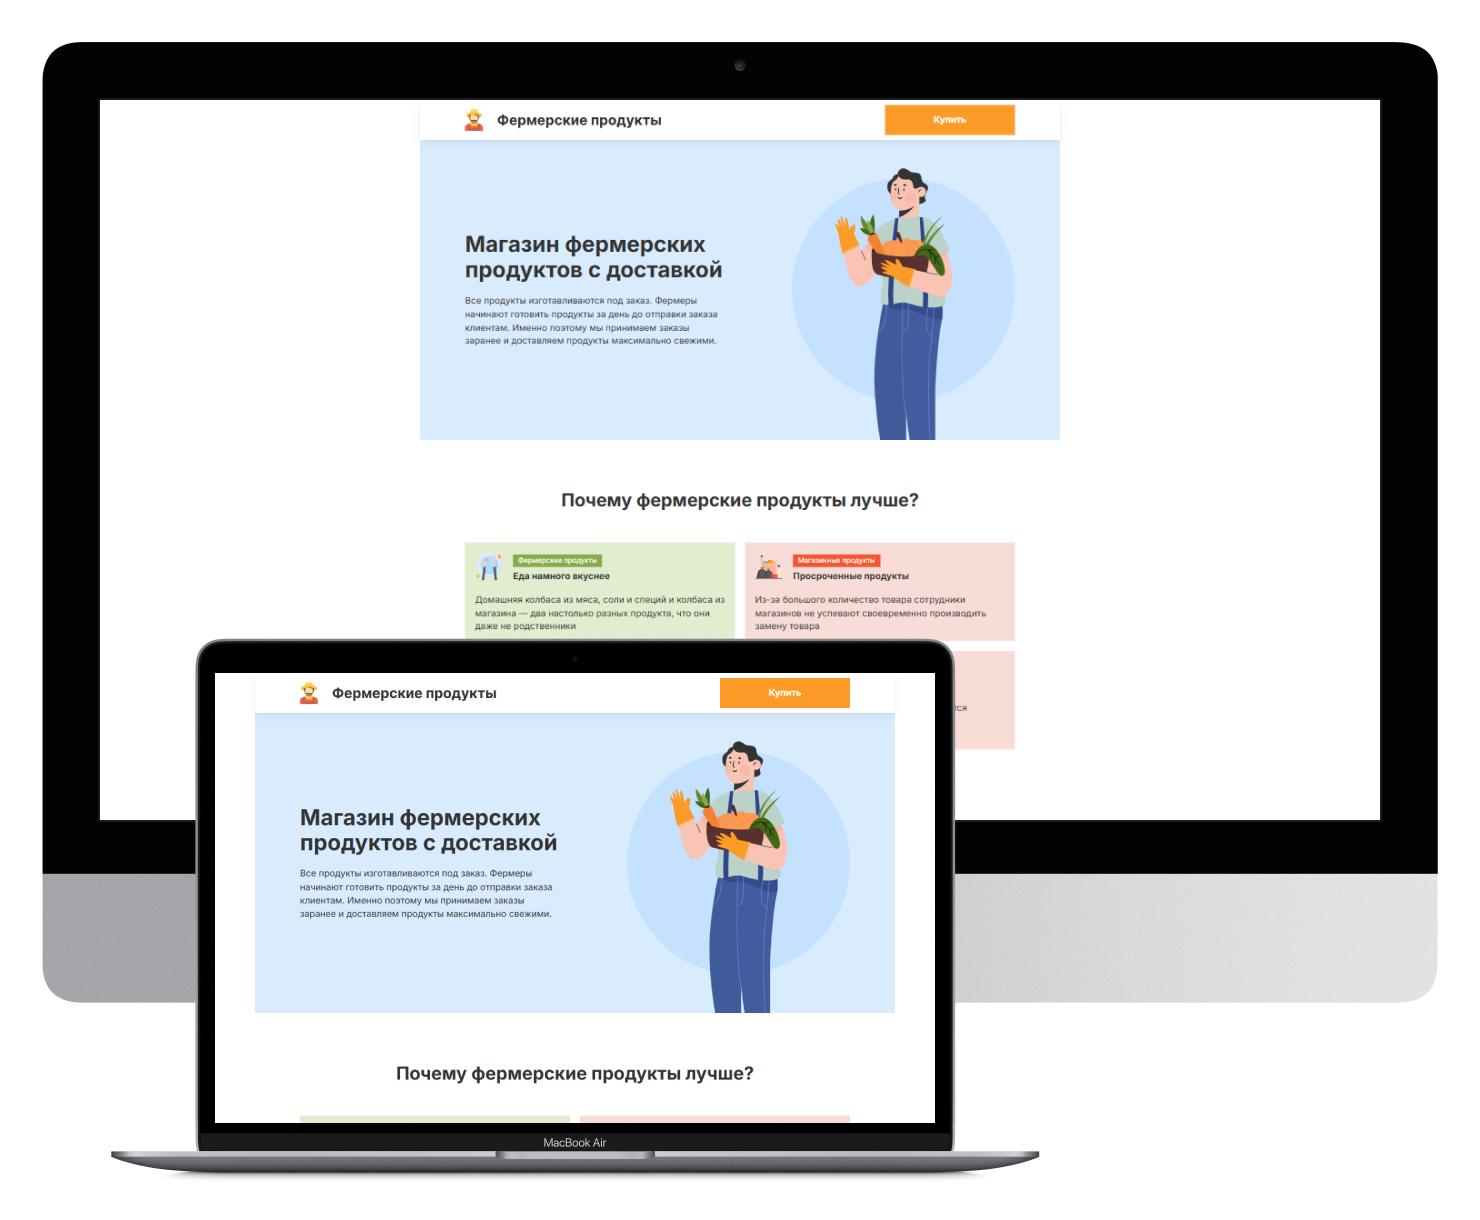 Фермерские продукты
Купить
Магазин фермерских
продуктов с доставкой
Все продукты изготавливаются под заказ. Фермеры
начинают готовить продукты за день до отправки заказа
клиентам. Именно поэтому мы принимаем заказы
заранее и доставляем продукты максимально свежими.
Почему фермерские продукты лучше?
Фермерские продукты
Еда намного вкуснее
Домашняя колбаса из мяса, соли и специй и колбаса из
магазина — два настолько разных продукта, что они
даже не родственники
Магазинные продукты
Просроченные продукты
Из-за большого количество товара сотрудники
магазинов не успевают своевременно производить
замену товара
Фермерские продукты
Купить
Магазин фермерских
продуктов с доставкой
Все продукты изготавливаются под заказ. Фермеры
начинают готовить продукты за день до отправки заказа
клиентам. Именно поэтому мы принимаем заказы
заранее и доставляем продукты максимально свежими.
Почему фермерские продукты лучше?
MacBook Air